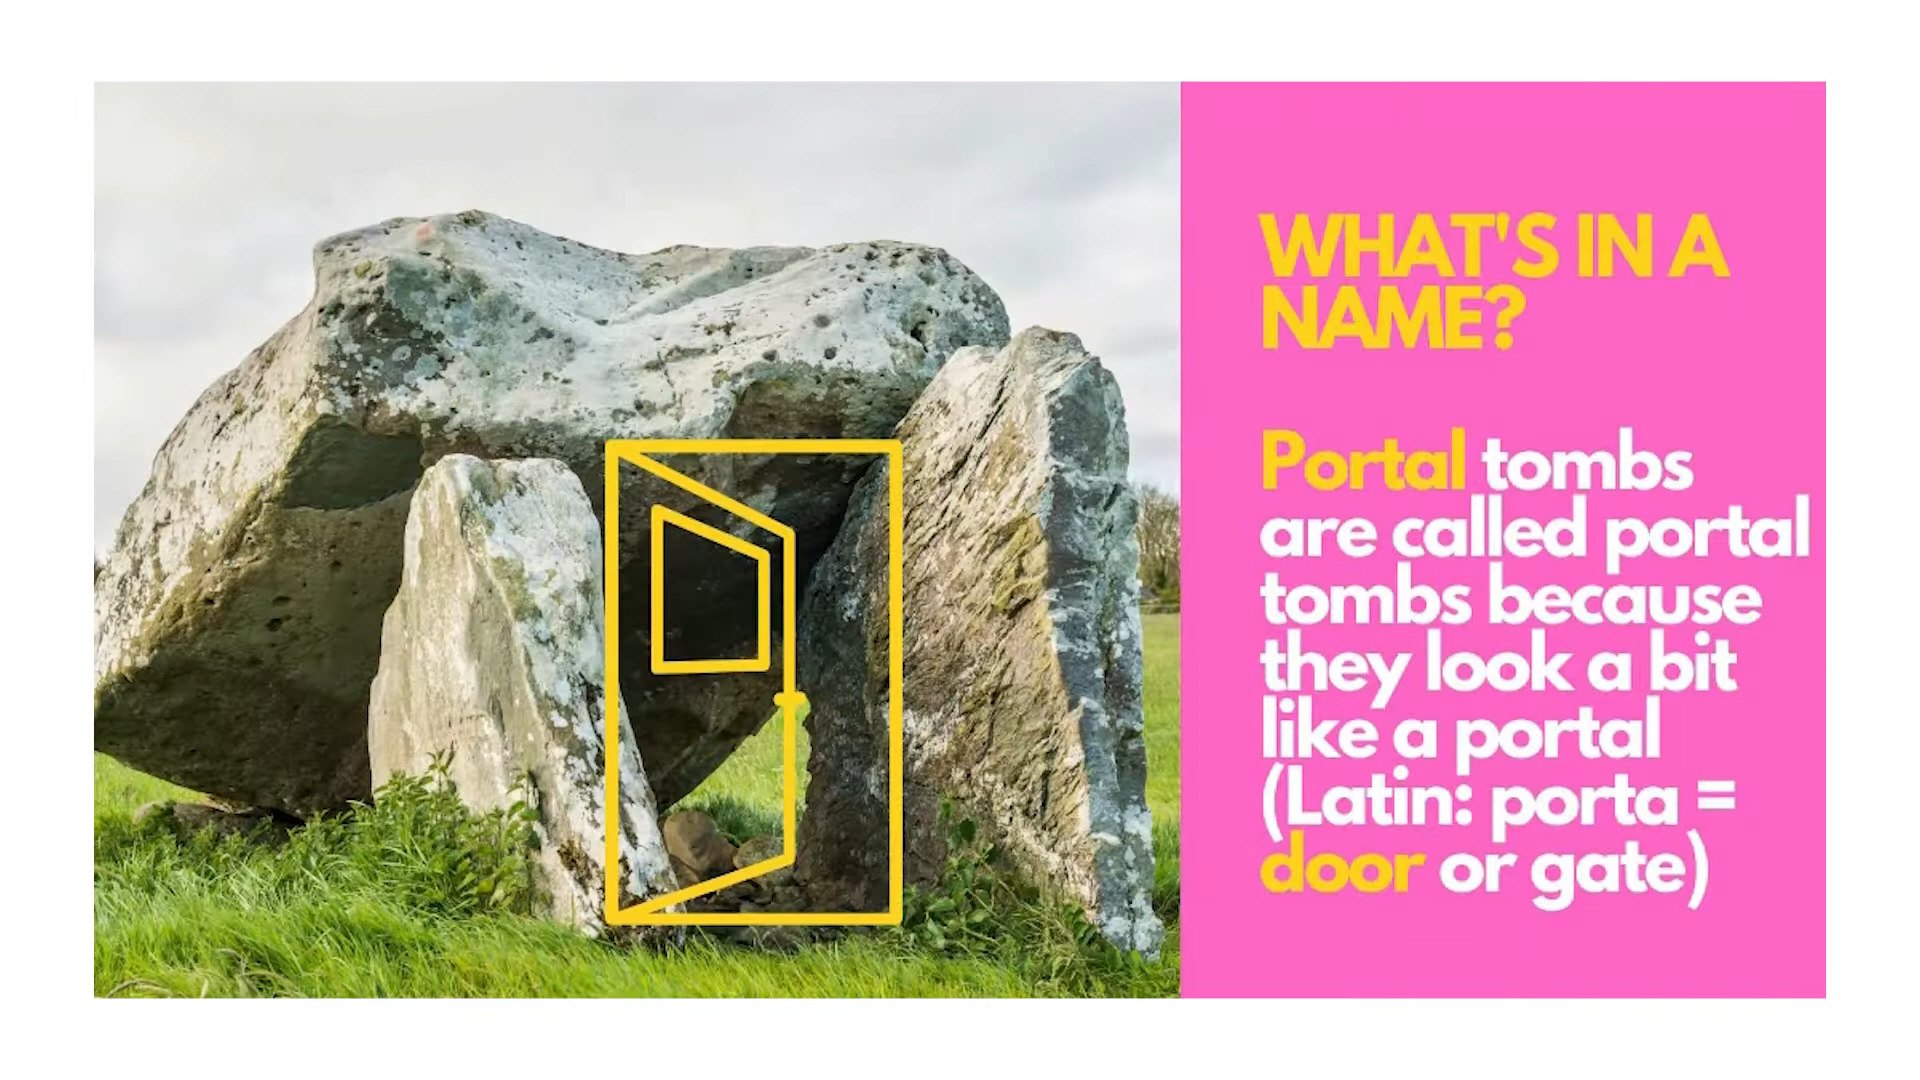 WHAT'S IN A
NAME?
Portal tombs
are called portal
tombs because
they look a bit
like a portal
(Latin: porta =
door or gate)